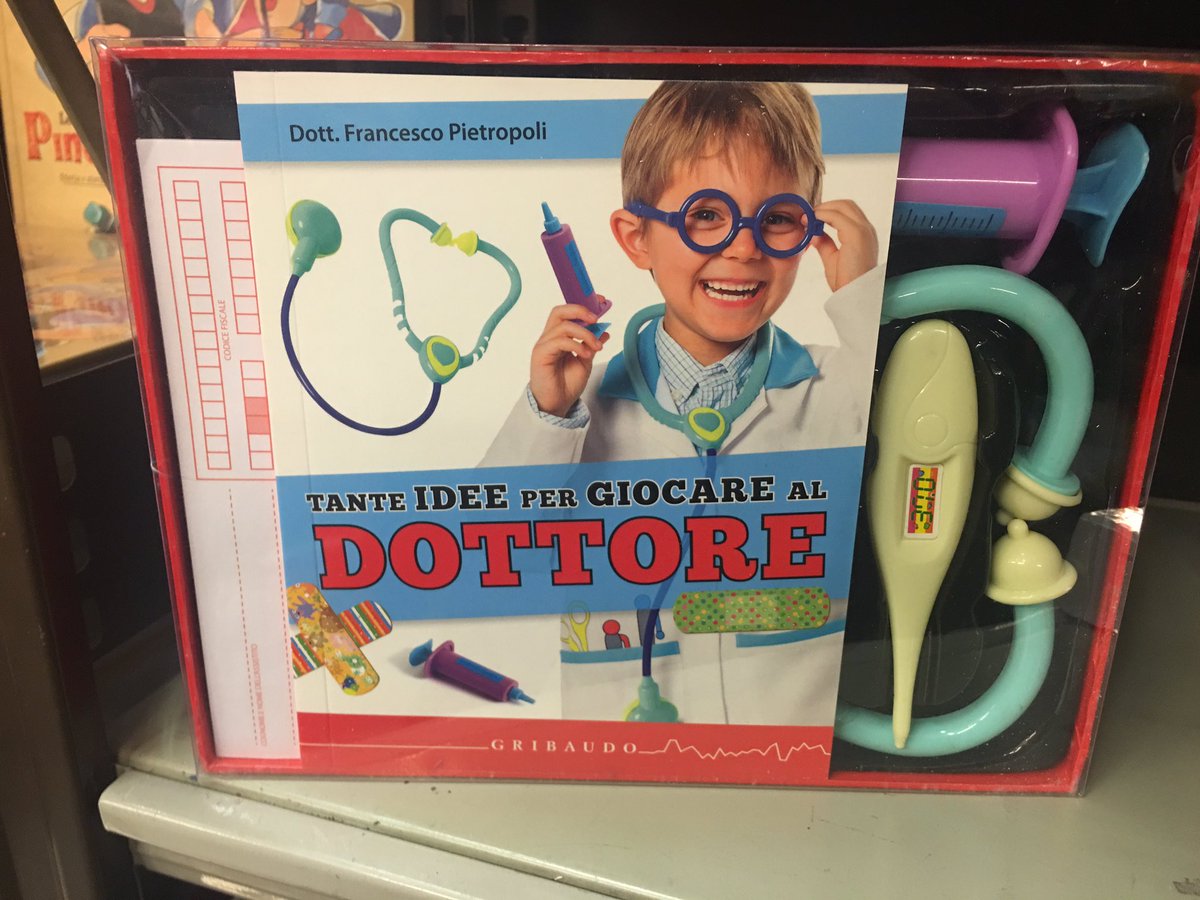 Dott. Francesco Pietropoli
TANTE IDEE PER GIOCARE AL
DOTTORE
GRIBAUDO
CODICE FISCALE